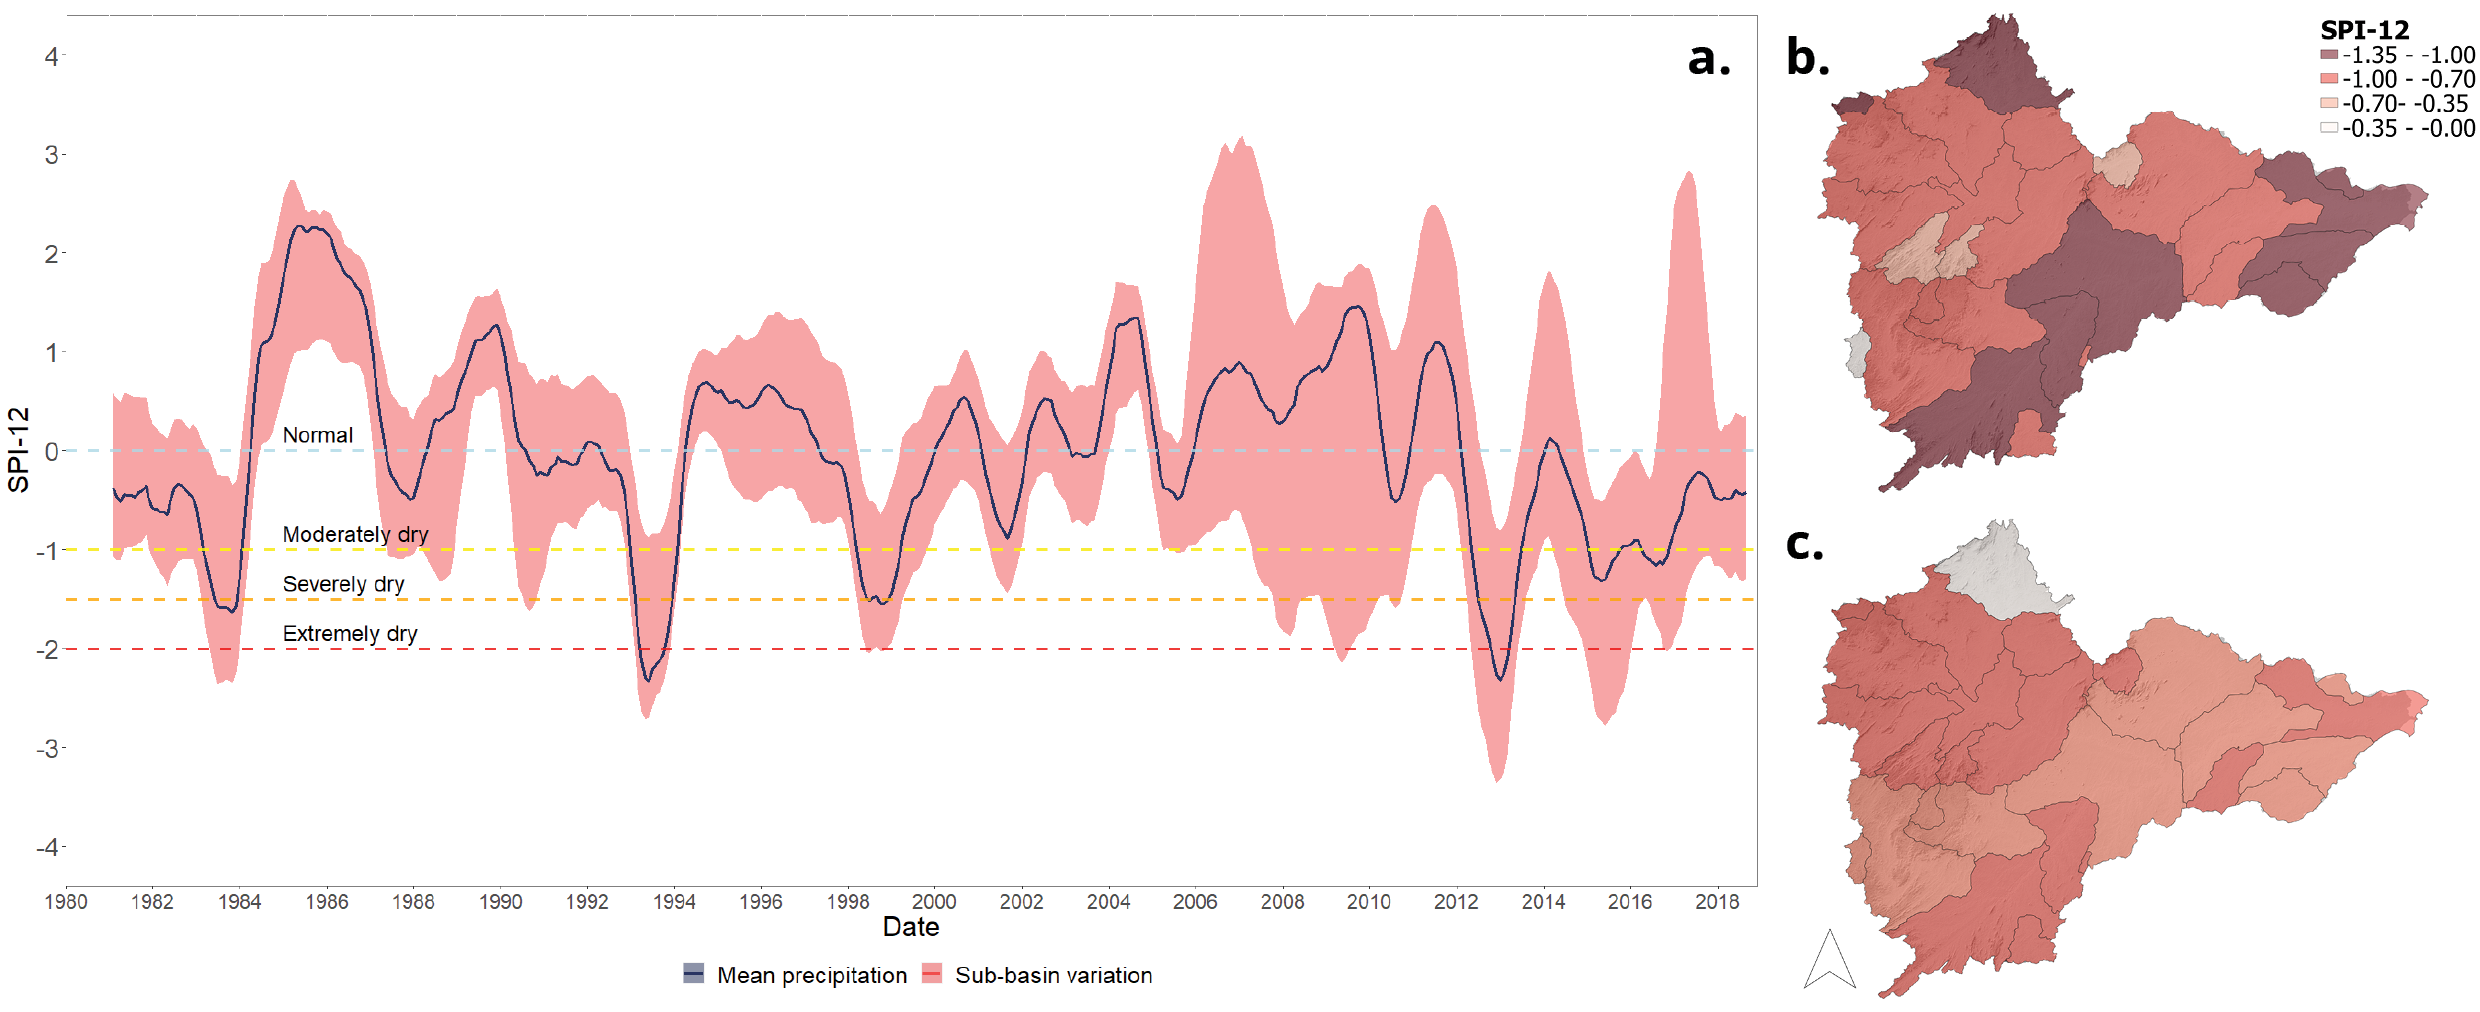 a.
SPI-12
4
3
2
1
0
-1
-2
-3
-4
Normal
Moderately dry
Severely dry
Extremely dry
1980 1982 1984 1986 1988 1990 1992 1994 1996 1998 2000 2002 2004 2006 2008 2010 2012 2014 2016 2018
Date
Mean precipitation Sub-basin variation
b.
SPI-12
-1.35 - -1.00
-1.00 - -0.70
-0.70- -0.35
-0.35 - -0.00
c.